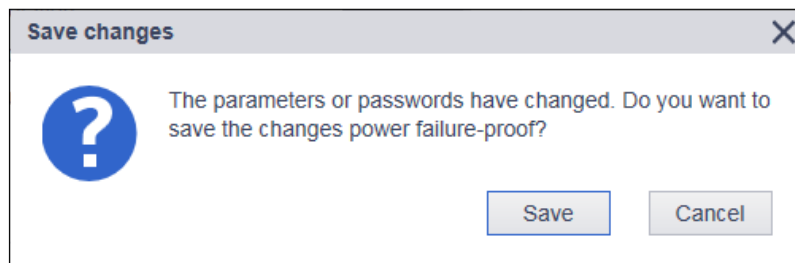 Save changes
The parameters or passwords have changed. Do you want to
save the changes power failure-proof?
Save
Cancel